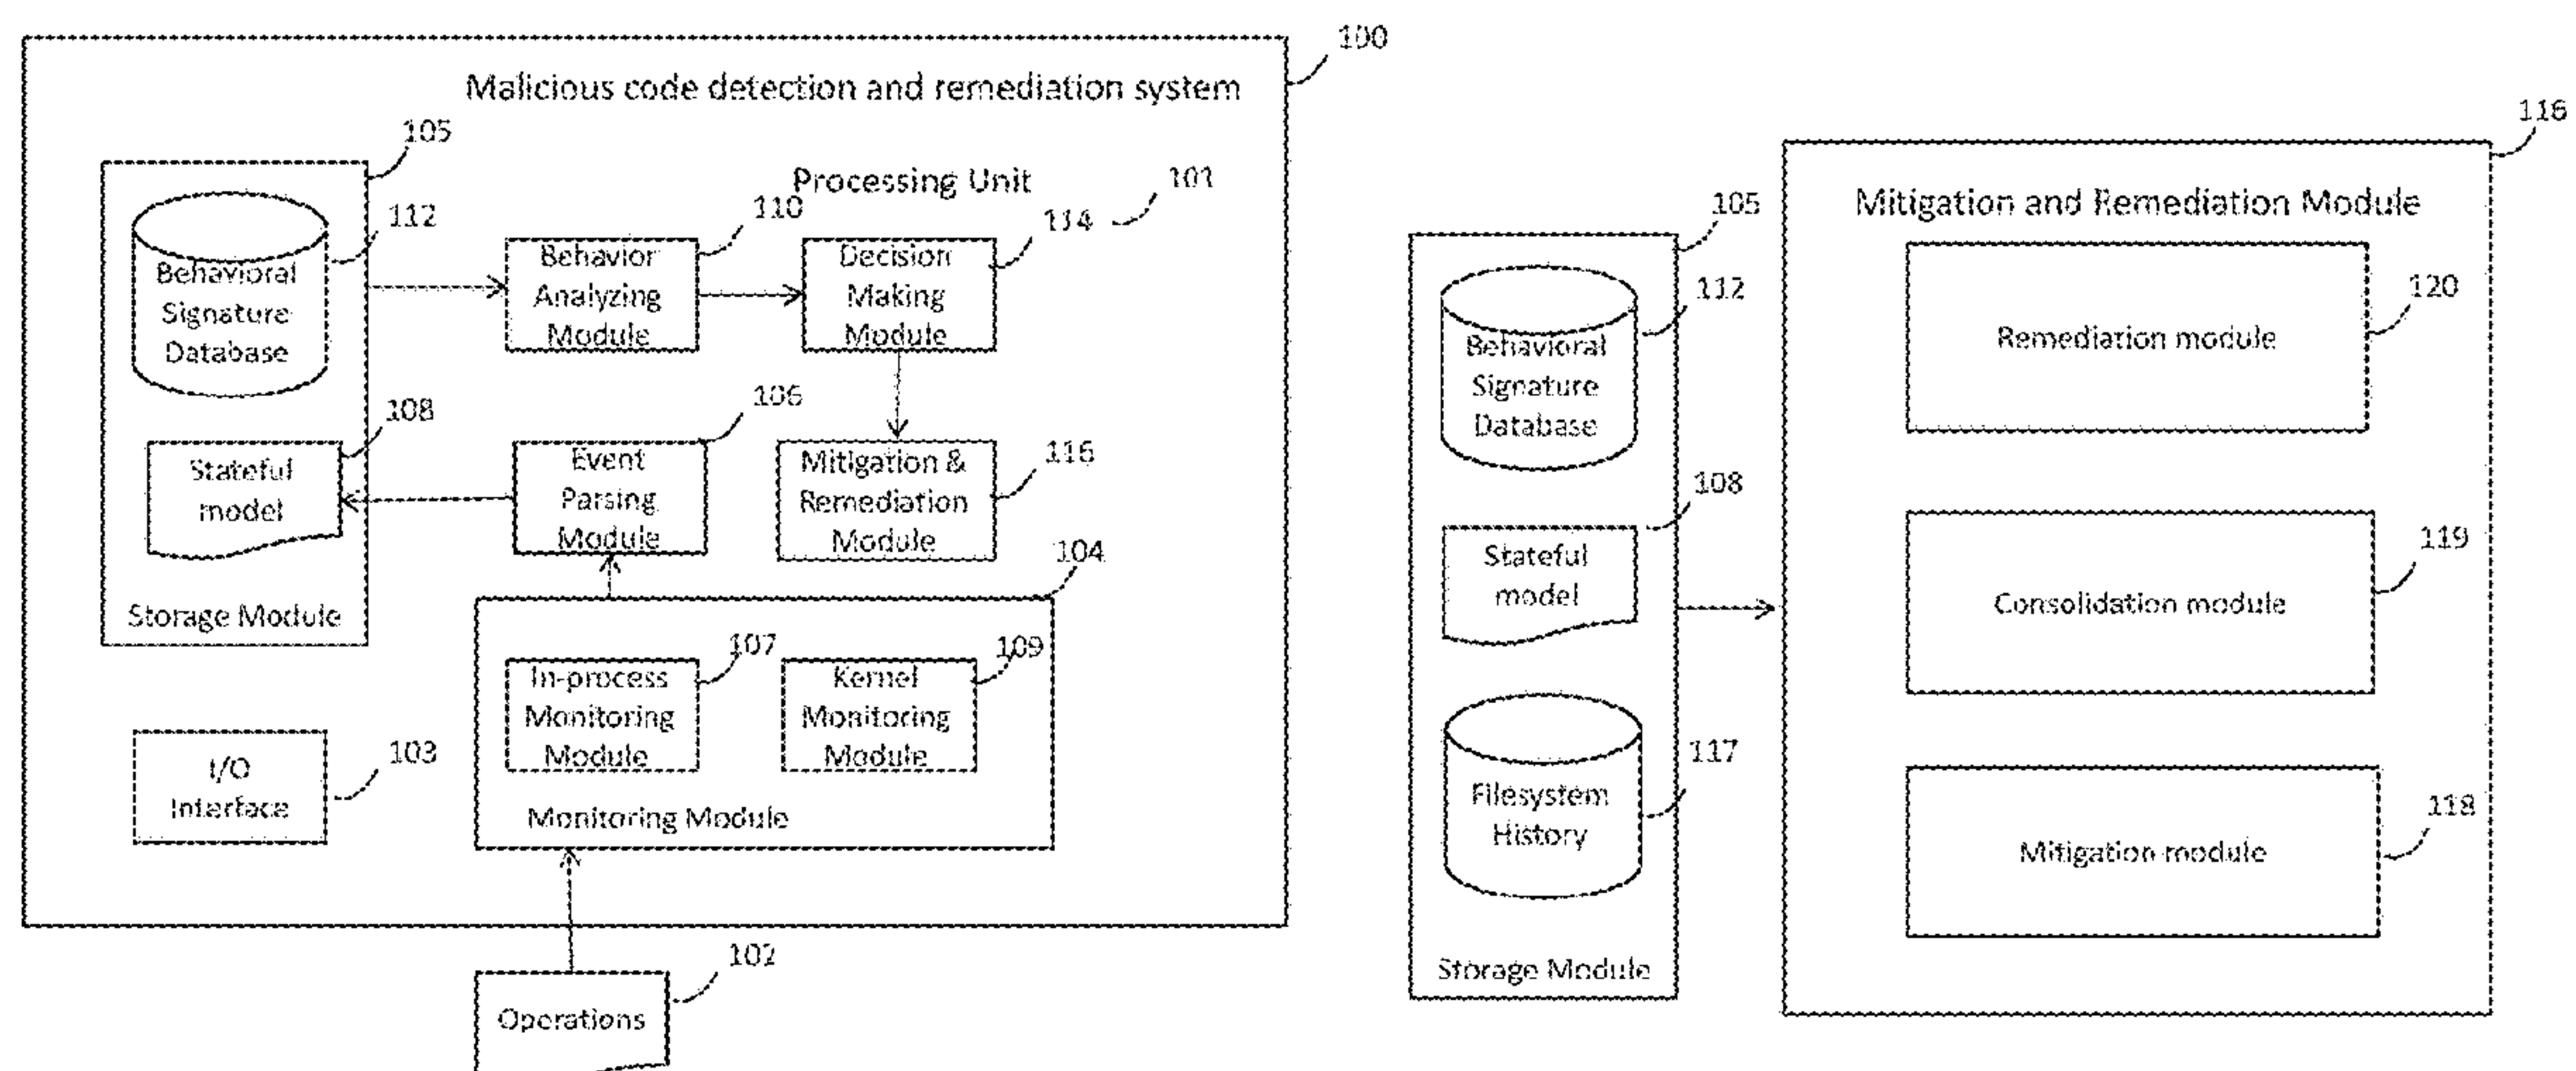 100
Malicious code detection and remediation system
105
Processing Unit
101
112
Behavioral
Signature
Database
110
Behavior
Analyzing
Module
114
Decision
Making
Module
108
Stateful
model
Storage Module
106
Event
Parsing
Module
116
Mitigation &
Remediation
Module
104
107
In-process
Monitoring
Module
109
Kernel
Monitoring
Module
Monitoring Module
I/O
Interface
103
102
Operations
116
Mitigation and Remediation Module
105
112
Behavioral
Signature
Database
108
Stateful
model
117
Filesystem
History
Storage Module
120
Remediation module
119
Consolidation module
118
Mitigation module